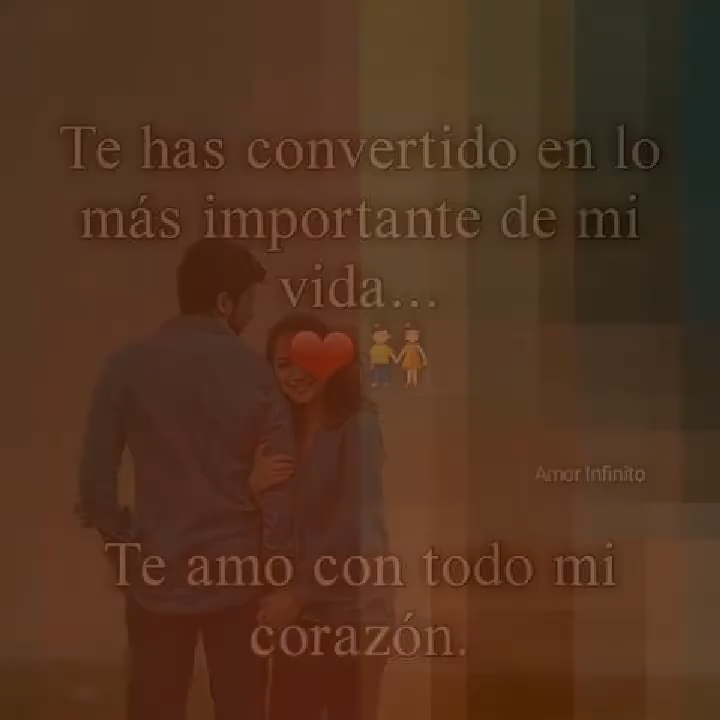 Te has convertido en lo
más importante de mi
vida...
Amor Infinito
Te amo con todo mi
corazón.